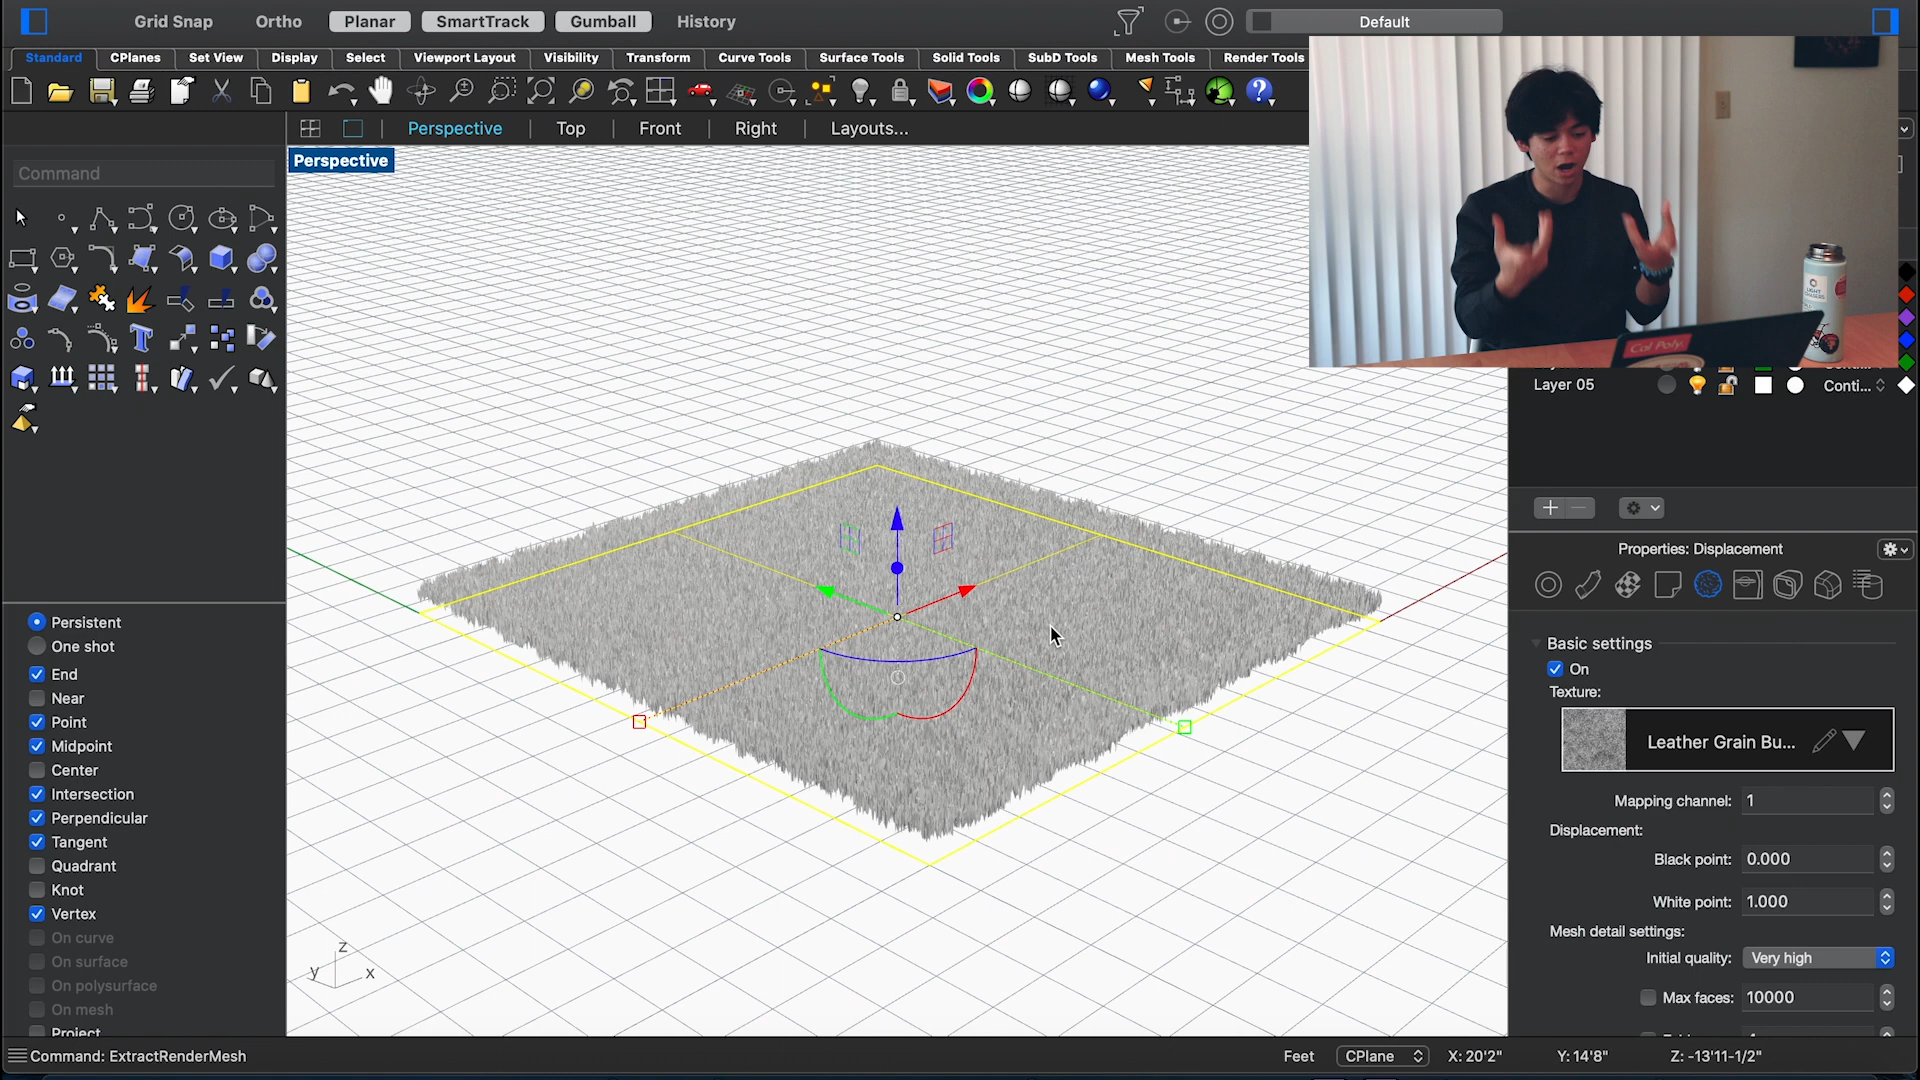 Grid Snap Ortho Planar SmartTrack Gumball History Default
Standard CPlanes Set View Display Select Viewport Layout Visibility Transform Curve Tools Surface Tools Solid Tools SubD Tools Mesh Tools Render Tools
Perspective Top Front Right Layouts...
Perspective
Command
LIGHT
Cal Poly
Layer 05 Conti...
Properties: Displacement
Persistent
One shot
End
Near
Point
Midpoint
Center
Intersection
Perpendicular
Tangent
Quadrant
Knot
Vertex
On curve
On surface
On polysurface
On mesh
Project
Basic settings
On
Texture:
Leather Grain Bu...
Mapping channel: 1
Displacement:
Black point: 0.000
White point: 1.000
Mesh detail settings:
Initial quality: Very high
Max faces: 10000
z
y x
Command: ExtractRenderMesh Feet CPlane X: 20'2" Y: 14'8" Z: -13'11-1/2"